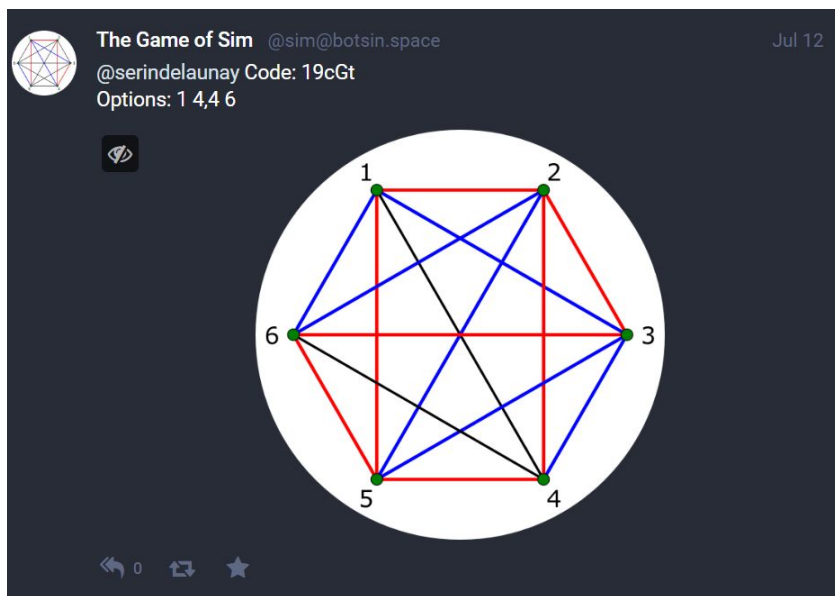 The Game of Sim @sim@botsin.space Jul 12
@serindelaunay Code: 19cGt
Options: 1 4,4 6
1 2
6 3
5 4
0